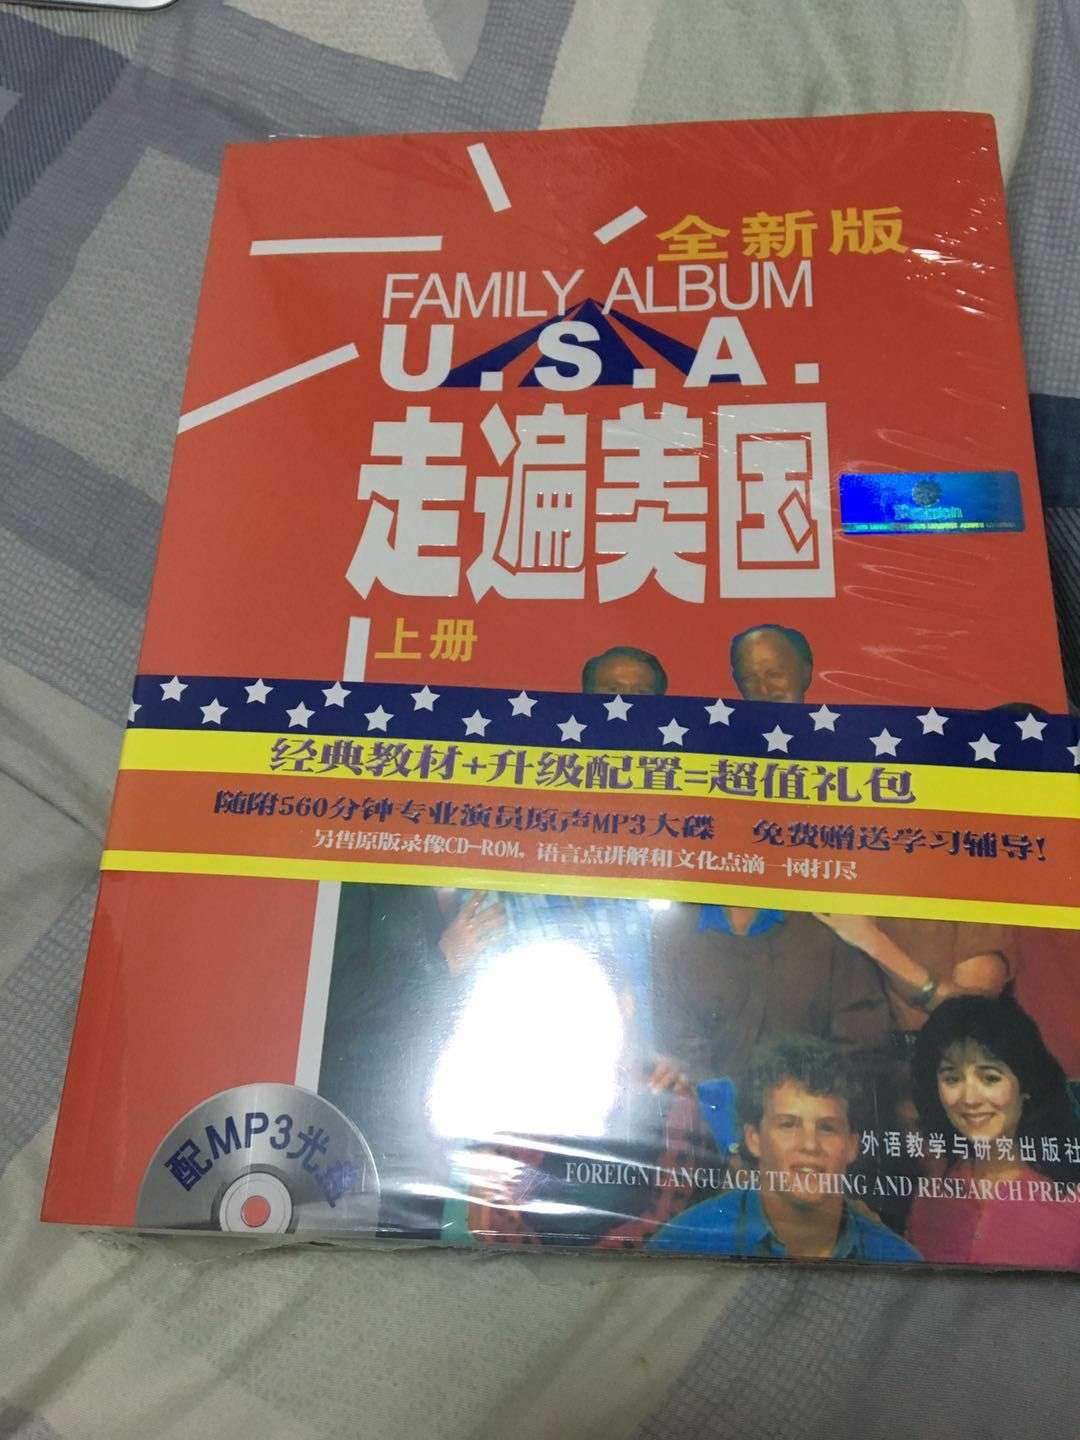 全新版
FAMILY ALBUM
U.S.A.
走遍美国
上册
经典教材+升级配置=超值礼包
随附560分钟专业演员原声MP3大碟 免费赠送学习辅导!
另售原版录像CD-ROM,语言点讲解和文化点滴一网打尽
配MP3光盘
外语教学与研究出版社
FOREIGN LANGUAGE TEACHING AND RESEARCH PRESS